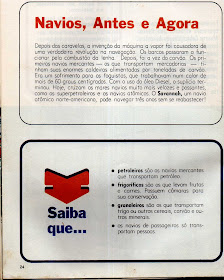 Navios, Antes e Agora
Depois das caravelas, a invenção da máquina a vapor foi causadora de
uma verdadeira revolução na navegação. Os barcos passaram a fun-
cionar pela combustão da lenha. Depois, foi a vez do carvão. Os pri-
meiros navios mercantes — os que transportam mercadorias — ti-
nham suas enormes caldeiras alimentadas por toneladas de carvão.
Era um sofrimento para os foguistas, que trabalhavam num calor de
mais de 60 graus centígrados. Com o uso do óleo Diesel, o suplício ter-
minou. Hoje, cruzam os mares navios muito mais velozes e possantes,
como os superpetroleiros e os navios atômicos. O Savannah, um navio
atômico norte-americano, pode navegar três anos sem se reabastecer!
Saiba
que...
• petroleiros são os navios mercantes
que transportam petróleo.
• frigoríficos são os que levam frutas
e carnes. Possuem câmaras para
sua conservação.
• graneleiros são os que transportam
trigo ou outros cereais, carvão e ou-
tros minerais.
• os navios de passageiros só trans-
portam pessoas.
24